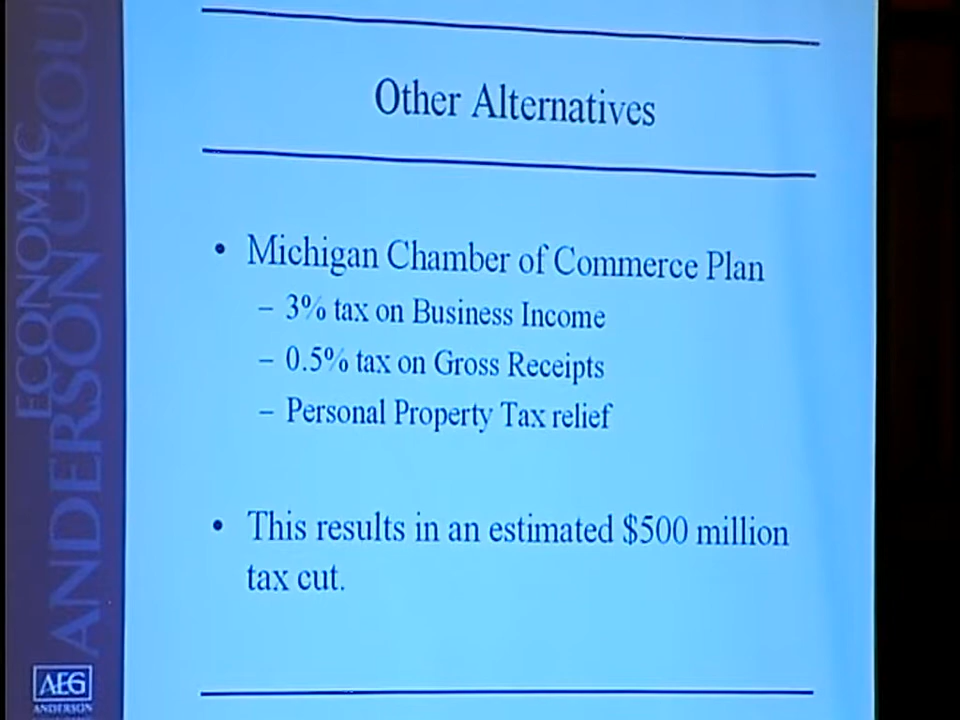 Other Alternatives
• Michigan Chamber of Commerce Plan
– 3% tax on Business Income
– 0.5% tax on Gross Receipts
– Personal Property Tax relief
• This results in an estimated $500 million
tax cut.
ECONOMIC
ANDERSON GROU
AEG
ANDERSON